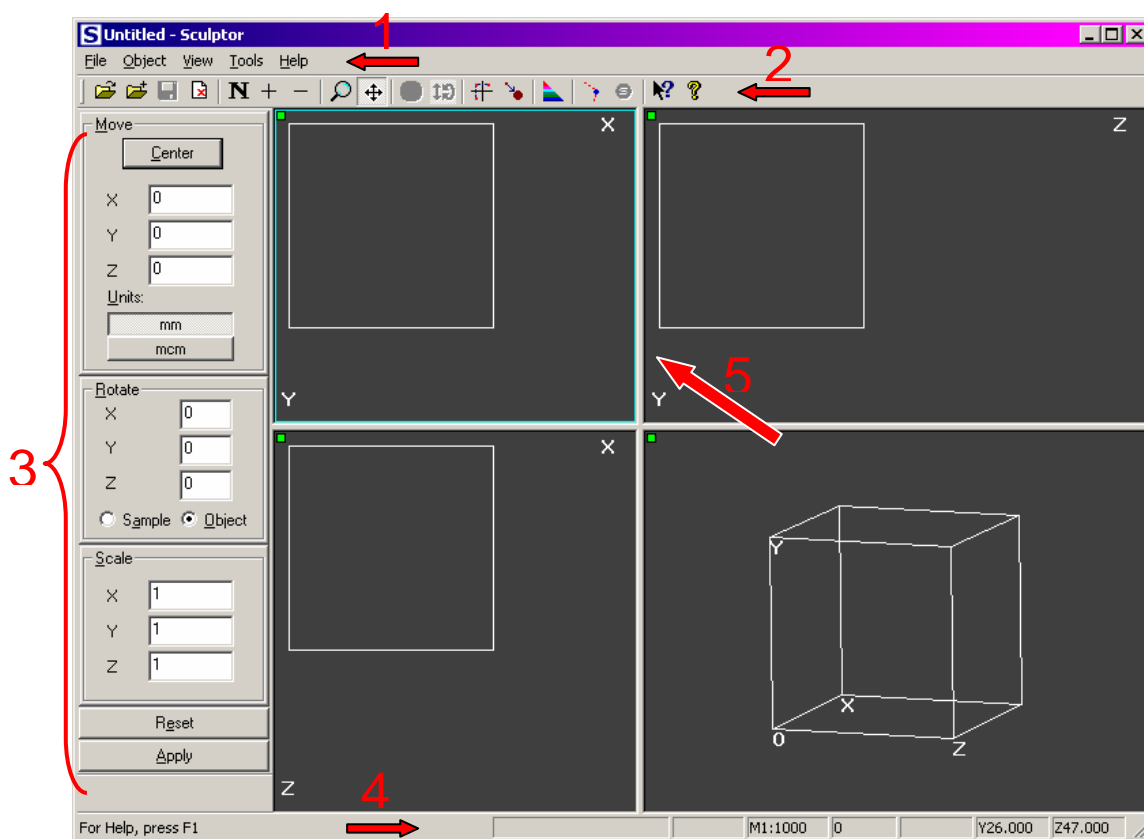 Untitled - Sculptor
1
File Object View Tools Help
2
N + −
Move
Center
X 0
Y 0
Z 0
Units:
mm
mcm
Rotate
X 0
Y 0
Z 0
Sample Object
Scale
X 1
Y 1
Z 1
Reset
Apply
3
X
Y
Z
Y
5
X
Z
4
Y
X
0
Z
For Help, press F1
M1:1000 0 Y26.000 Z47.000